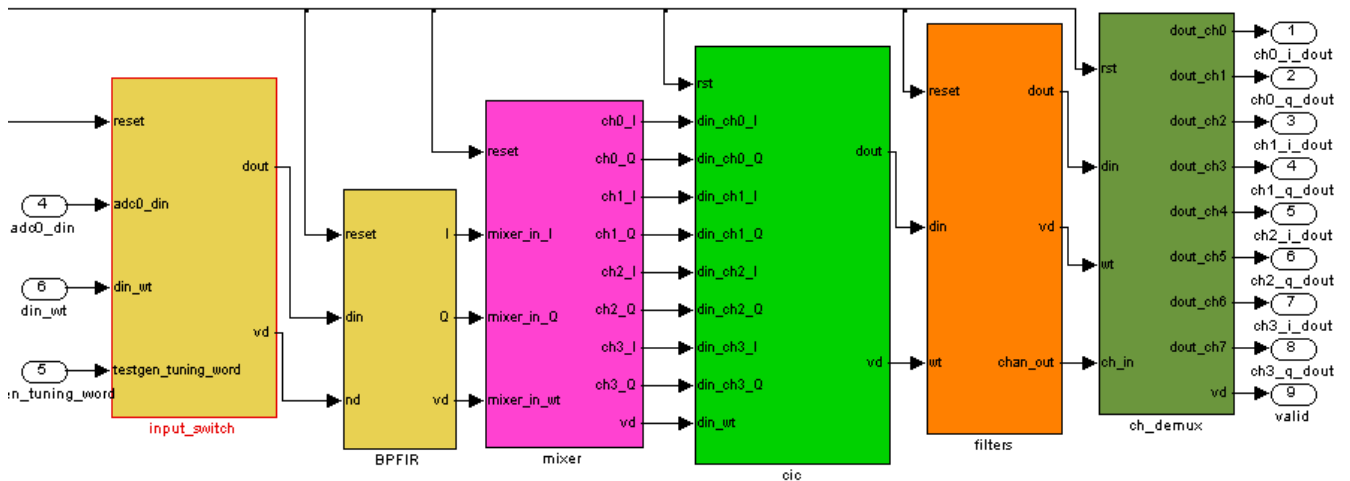 reset
dout
4
adc0_din
adc0_din
6
din_wt
din_wt
vd
5
testgen_tuning_word
en_tuning_word
input_switch
reset
I
din
Q
nd
vd
BPFIR
reset
mixer_in_I
mixer_in_Q
mixer_in_wt
ch0_I
ch0_Q
ch1_I
ch1_Q
ch2_I
ch2_Q
ch3_I
ch3_Q
vd
mixer
rst
din_ch0_I
din_ch0_Q
din_ch1_I
din_ch1_Q
din_ch2_I
din_ch2_Q
din_ch3_I
din_ch3_Q
din_wt
dout
vd
cic
reset
din
wt
dout
vd
chan_out
filters
rst
din
wt
ch_in
dout_ch0
dout_ch1
dout_ch2
dout_ch3
dout_ch4
dout_ch5
dout_ch6
dout_ch7
vd
ch_demux
1
ch0_i_dout
2
ch0_q_dout
3
ch1_i_dout
4
ch1_q_dout
5
ch2_i_dout
6
ch2_q_dout
7
ch3_i_dout
8
ch3_q_dout
9
valid